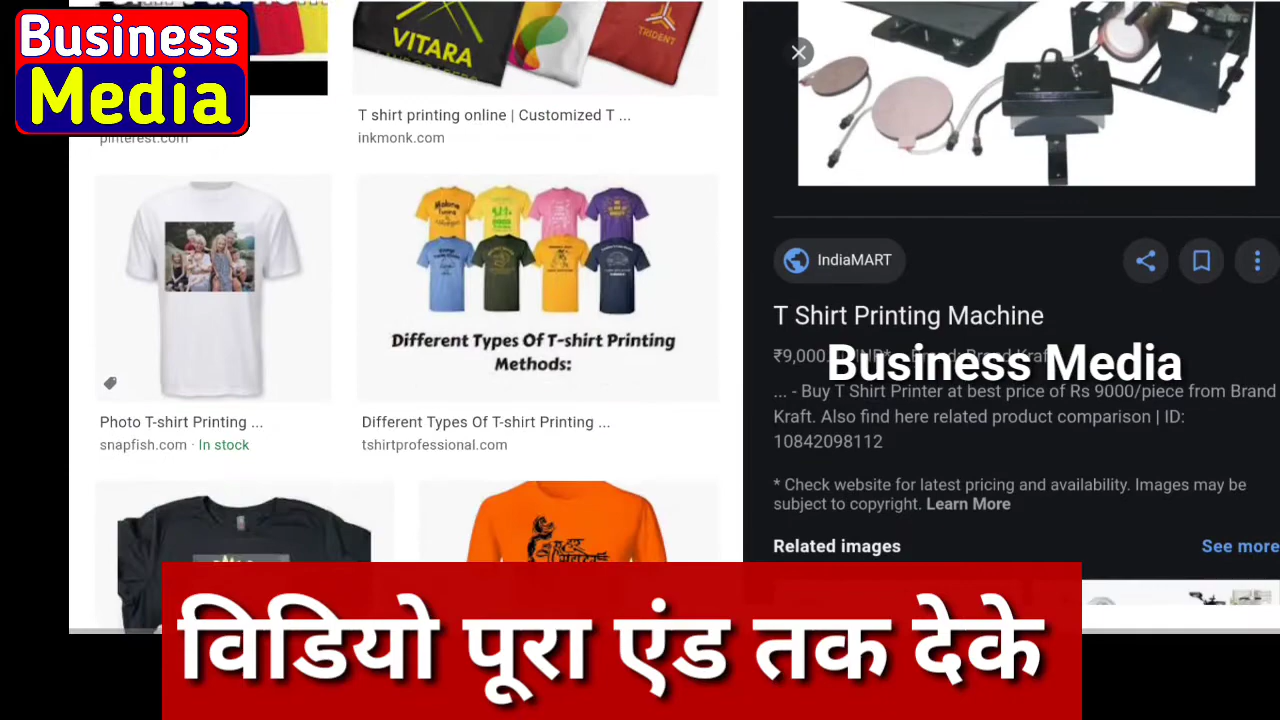 Business
Media
pinterest.com
VITARA
TRIDENT
T shirt printing online | Customized T ...
inkmonk.com
Different Types Of T-shirt Printing
Methods:
Photo T-shirt Printing ...
snapfish.com · In stock
Different Types Of T-shirt Printing ...
tshirtprofessional.com
IndiaMART
T Shirt Printing Machine
₹9,000.
Business Media
... - Buy T Shirt Printer at best price of Rs 9000/piece from Brand
Kraft. Also find here related product comparison | ID:
10842098112
* Check website for latest pricing and availability. Images may be
subject to copyright. Learn More
Related images
See more
विडियो पूरा एंड तक देके